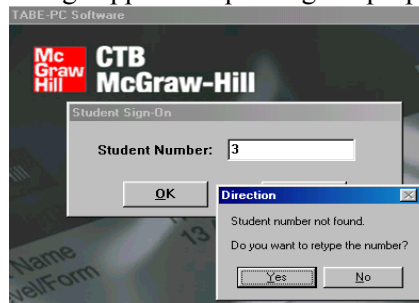 TABE-PC Software
Mc
Graw
Hill
CTB
McGraw-Hill
Student Sign-On
Student Number: 3
OK
Direction
Student number not found.
Do you want to retype the number?
Yes No
13
Name
vel/Form